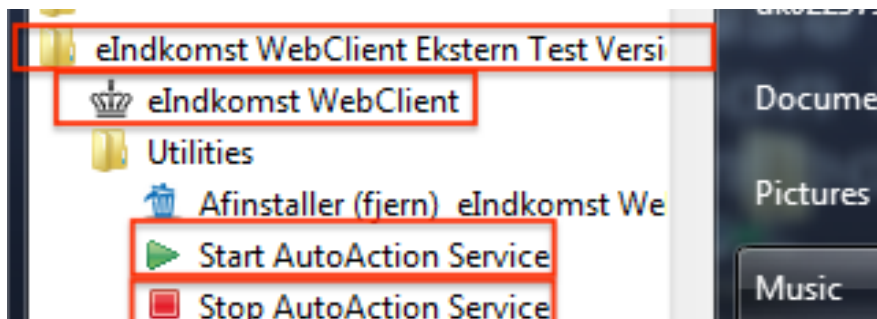 eIndkomst WebClient Ekstern Test Versi
eIndkomst WebClient
Docume
Utilities
Afinstaller (fjern) eIndkomst We
Pictures
Start AutoAction Service
Music
Stop AutoAction Service